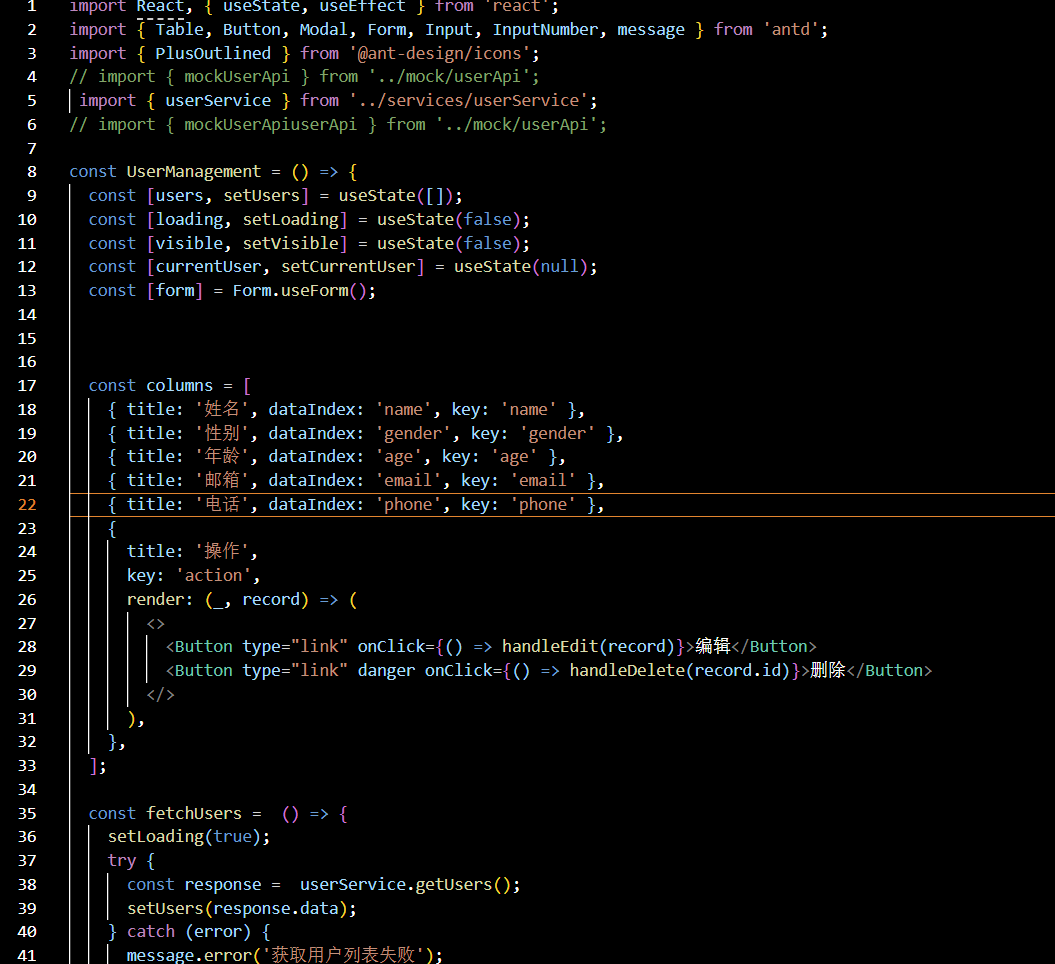 1 import React, { useState, useEffect } from 'react';
2 import { Table, Button, Modal, Form, Input, InputNumber, message } from 'antd';
3 import { PlusOutlined } from '@ant-design/icons';
4 // import { mockUserApi } from '../mock/userApi';
5 import { userService } from '../services/userService';
6 // import { mockUserApiuserApi } from '../mock/userApi';
7
8 const UserManagement = () => {
9 const [users, setUsers] = useState([]);
10 const [loading, setLoading] = useState(false);
11 const [visible, setVisible] = useState(false);
12 const [currentUser, setCurrentUser] = useState(null);
13 const [form] = Form.useForm();
14
15
16
17 const columns = [
18 { title: '姓名', dataIndex: 'name', key: 'name' },
19 { title: '性别', dataIndex: 'gender', key: 'gender' },
20 { title: '年龄', dataIndex: 'age', key: 'age' },
21 { title: '邮箱', dataIndex: 'email', key: 'email' },
22 { title: '电话', dataIndex: 'phone', key: 'phone' },
23 {
24 title: '操作',
25 key: 'action',
26 render: (_, record) => (
27 <>
28 <Button type="link" onClick={() => handleEdit(record)}>编辑</Button>
29 <Button type="link" danger onClick={() => handleDelete(record.id)}>删除</Button>
30 </>
31 ),
32 },
33 ];
34
35 const fetchUsers = () => {
36 setLoading(true);
37 try {
38 const response = userService.getUsers();
39 setUsers(response.data);
40 } catch (error) {
41 message.error('获取用户列表失败');